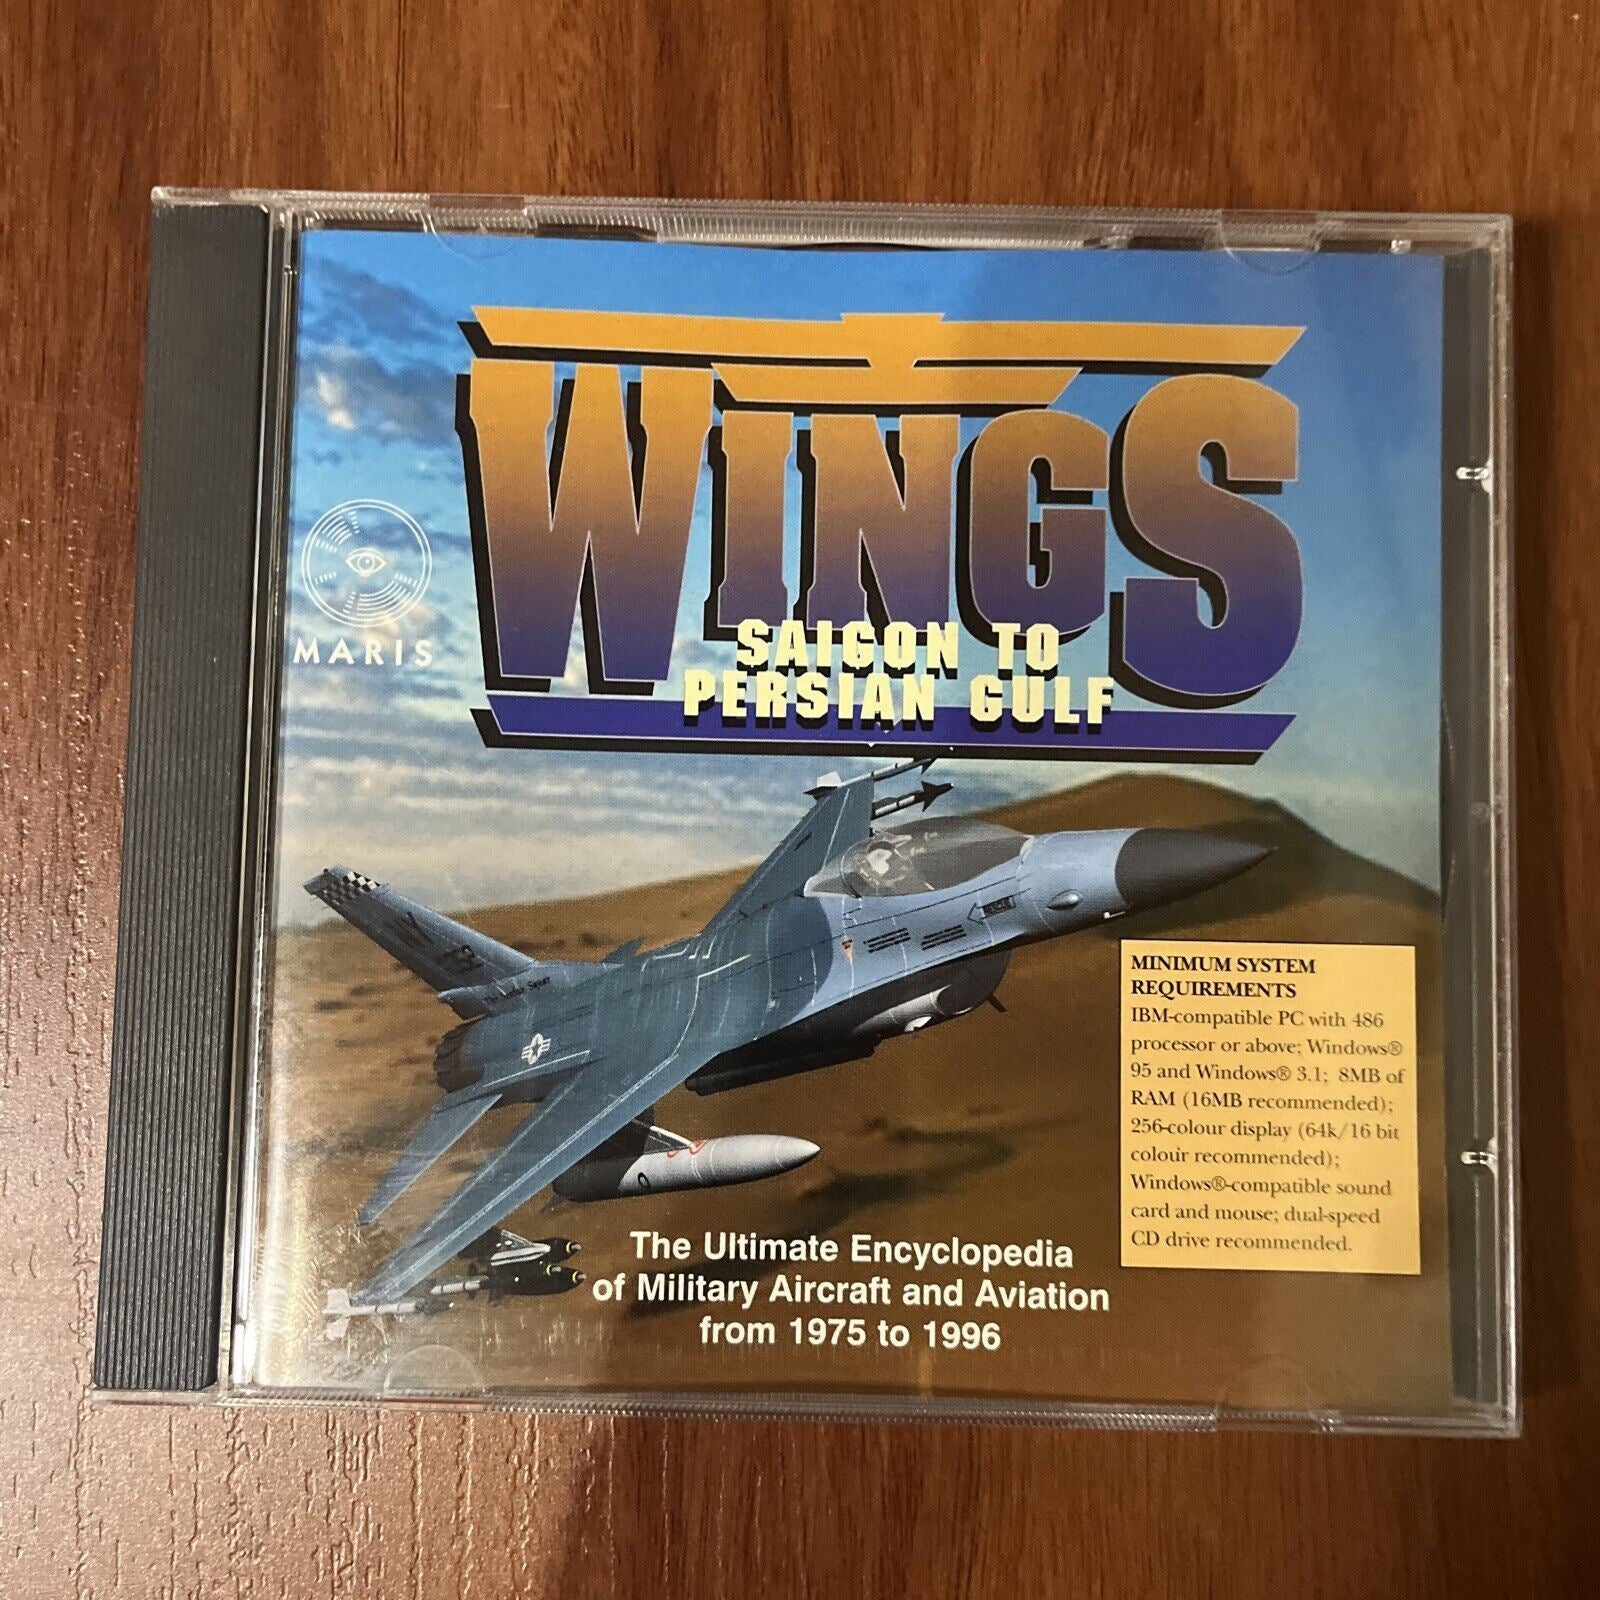 WINGS
SAIGON TO
PERSIAN GULF
MARIS
RESCUE
WY
MINIMUM SYSTEM
REQUIREMENTS
IBM-compatible PC with 486
processor or above; Windows®
95 and Windows® 3.1; 8MB of
RAM (16MB recommended);
256-colour display (64k/16 bit
colour recommended);
Windows®-compatible sound
card and mouse; dual-speed
CD drive recommended.
The Ultimate Encyclopedia
of Military Aircraft and Aviation
from 1975 to 1996